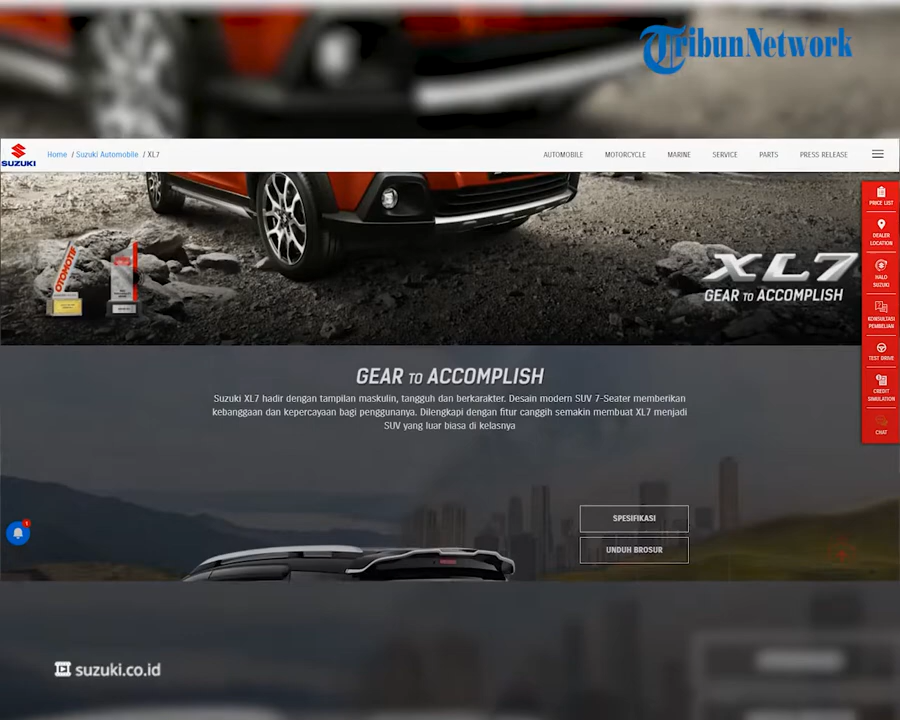 TribunNetwork
SUZUKI
Home / Suzuki Automobile / XL7
AUTOMOBILE
MOTORCYCLE
MARINE
SERVICE
PARTS
PRESS RELEASE
PRICE LIST
DEALER
LOCATION
HALO
SUZUKI
KONSULTASI
PEMBELIAN
TEST DRIVE
CREDIT
SIMULATION
CHAT
OTOMOTIF
XL7
GEAR TO ACCOMPLISH
GEAR TO ACCOMPLISH
Suzuki XL7 hadir dengan tampilan maskulin, tangguh dan berkarakter. Desain modern SUV 7-Seater memberikan
kebanggaan dan kepercayaan bagi penggunanya. Dilengkapi dengan fitur canggih semakin membuat XL7 menjadi
SUV yang luar biasa di kelasnya
SPESIFIKASI
UNDUH BROSUR
1
suzuki.co.id